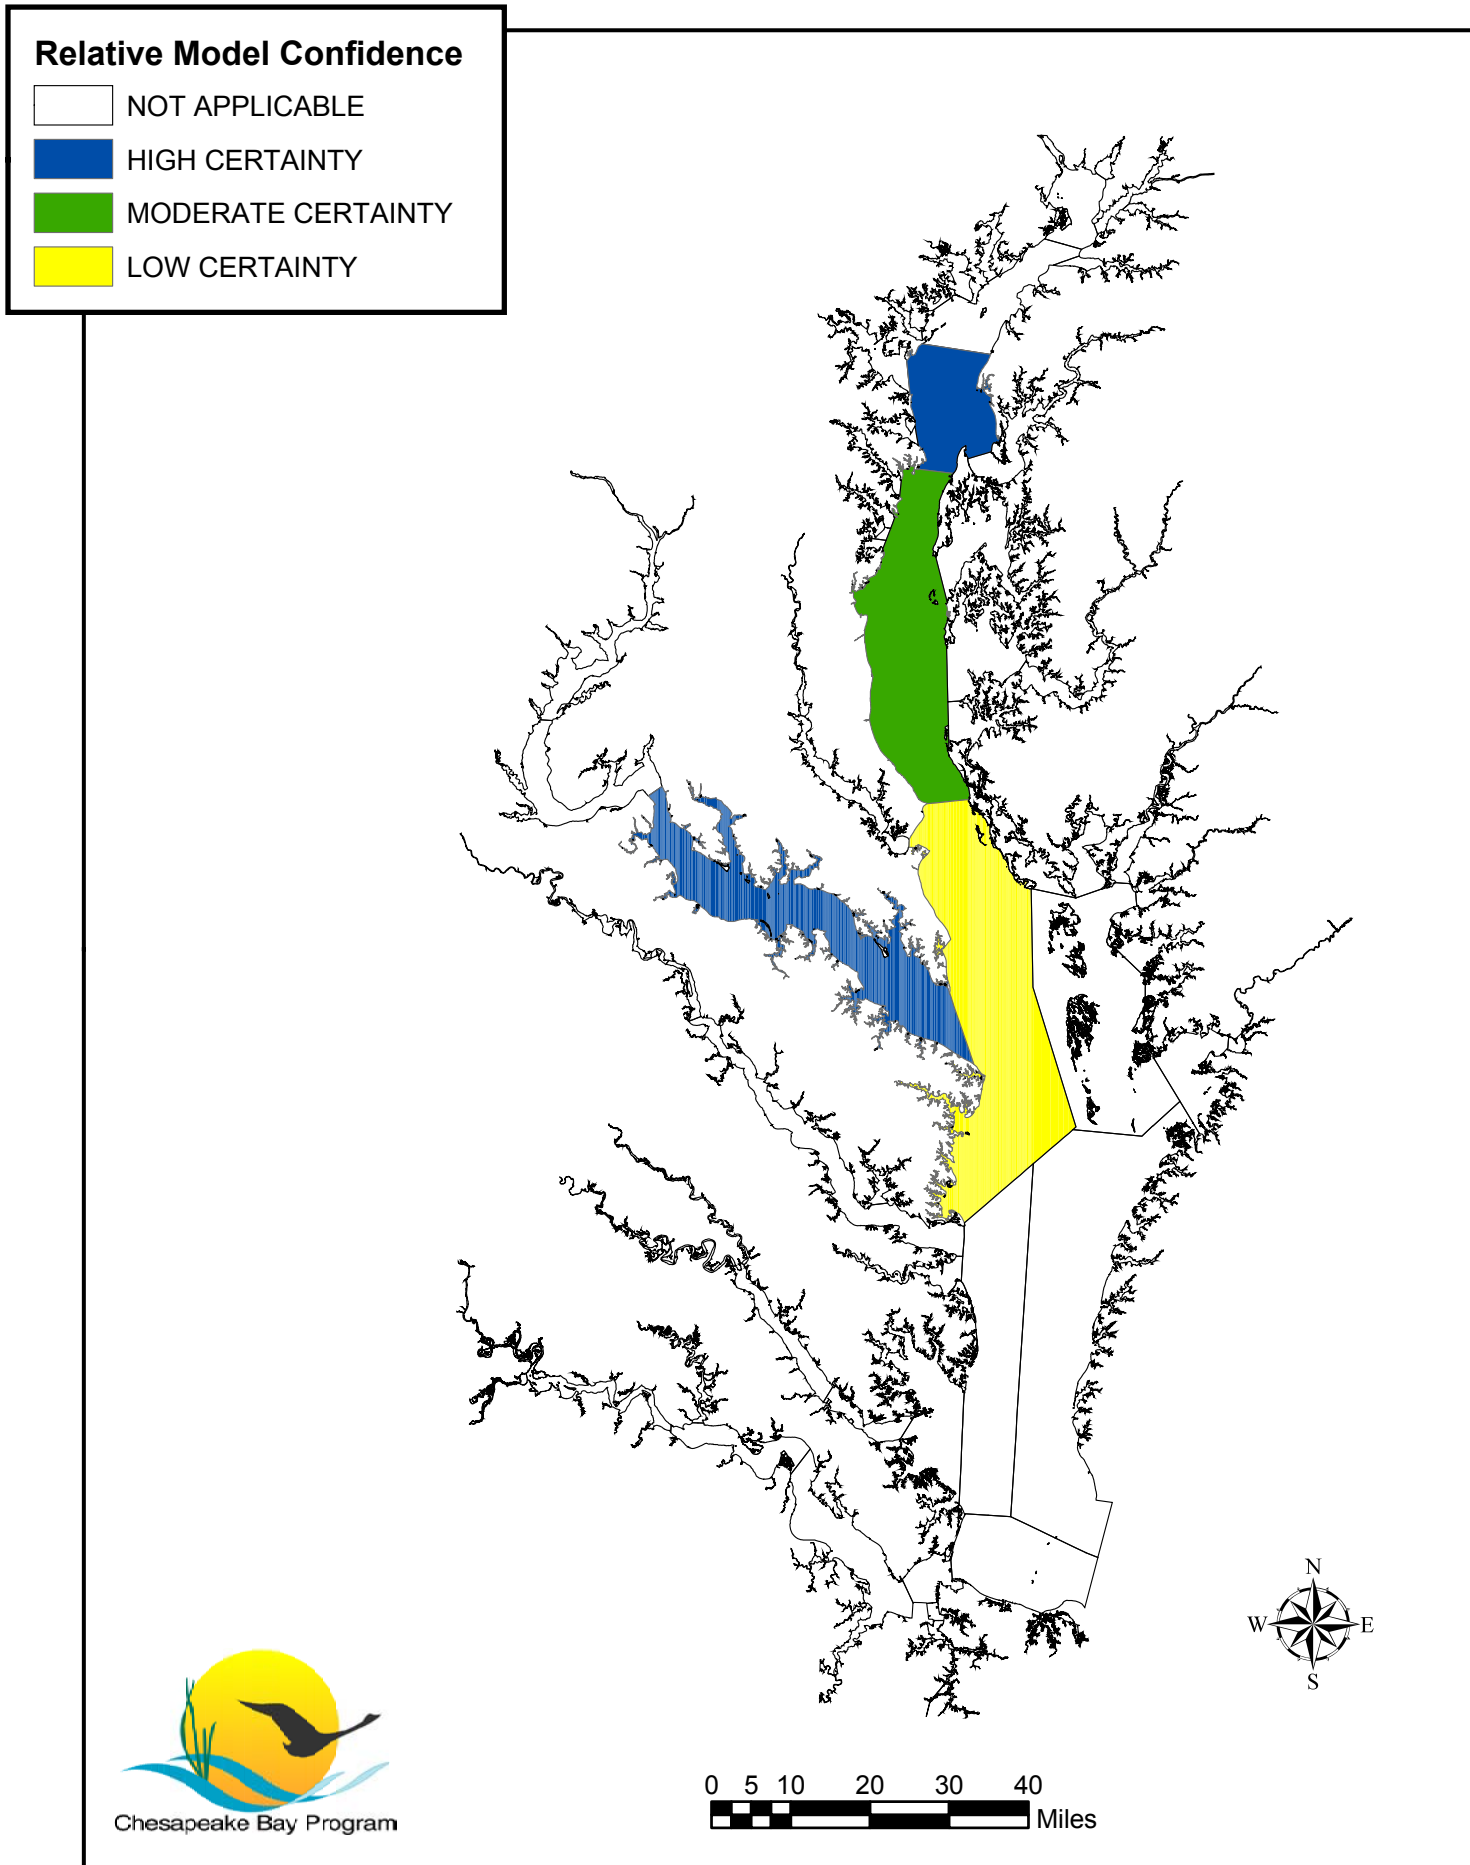 Relative Model Confidence
NOT APPLICABLE
HIGH CERTAINTY
MODERATE CERTAINTY
LOW CERTAINTY
N
W E
S
Chesapeake Bay Program
0 5 10 20 30 40
Miles